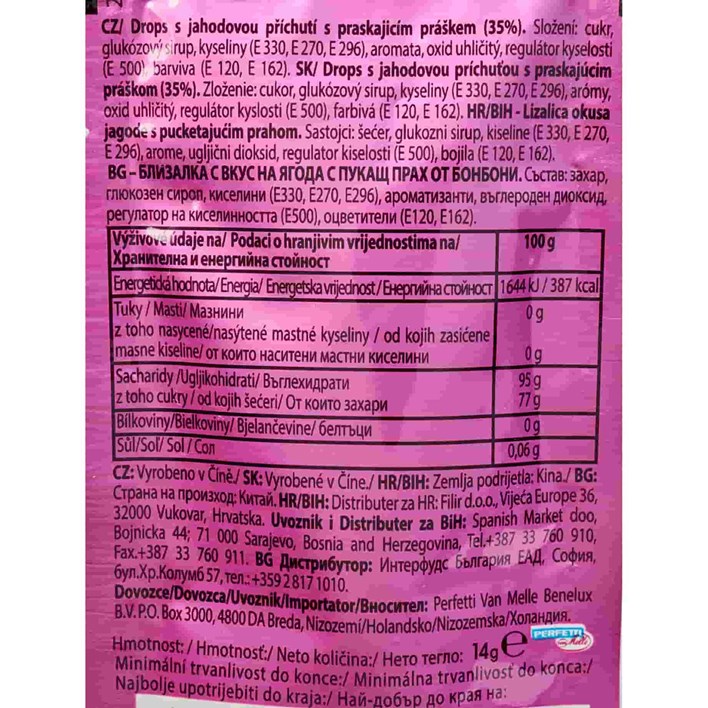 CZ/ Drops s jahodovou příchutí s praskajicím práškem (35%). Složení: cukr,
glukózový sirup, kyseliny (E 330, E 270, E 296), aromata, oxid uhličitý, regulátor kyselosti
(E 500), barviva (E 120, E 162). SK/ Drops s jahodovou príchuťou s praskajúcim
práškom (35%). Zloženie: cukor, glukózový sirup, kyseliny (E 330, E 270, E 296), arómy,
oxid uhličitý, regulátor kyslosti (E 500), farbivá (E 120, E 162). HR/BIH - Lizalica okusa
jagode s pucketajućim prahom. Sastojci: šećer, glukozni sirup, kiseline (E 330, E 270,
E 296), arome, ugljični dioksid, regulator kiselosti (E 500), bojila (E 120, E 162).
BG – БЛИЗАЛКА С ВКУС НА ЯГОДА С ПУКАЩ ПРАХ ОТ БОНБОНИ. Състав: захар,
глюкозен сироп, киселини (E330, E270, E296), ароматизанти, въглероден диоксид,
регулатор на киселинността (E500), оцветители (E120, E162).
Výživové údaje na/ Podaci o hranjivim vrijednostima na/ 100 g
Хранителна и енергийна стойност
Energetická hodnota/ Energia/ Energetska vrijednost/ Енергийна стойност 1644 kJ / 387 kcal
Tuky / Masti/ Мазнини 0 g
z toho nasycené/nasýtené mastné kyseliny / od kojih zasićene
masne kiseline/ от които наситени мастни киселини 0 g
Sacharidy /Ugljikohidrati/ Въглехидрати 95 g
z toho cukry / od kojih šećeri/ От които захари 77 g
Bílkoviny/Bielkoviny/ Bjelančevine/ белтъци 0 g
Sůl/Soľ/ Sol / Сол 0,06 g
CZ: Vyrobeno v Číně./ SK: Vyrobené v Číne./ HR/BIH: Zemlja podrijetla: Kina./ BG:
Страна на произход: Китай. HR/BIH: Distributer za HR: Filir d.o.o., Vijeća Europe 36,
32000 Vukovar, Hrvatska. Uvoznik i Distributer za BiH: Spanish Market doo,
Bojnicka 44; 71 000 Sarajevo, Bosnia and Herzegovina, Tel.+387 33 760 910,
Fax.+387 33 760 911. BG Дистрибутор: Интерфудс България ЕАД, София,
бул.Хр.Колумб 57, тел.: +359 2 817 1010.
Dovozce/Dovozca/Uvoznik/Importator/Вносител: Perfetti Van Melle Benelux
B.V. P.O. Box 3000, 4800 DA Breda, Nizozemí/Holandsko/Nizozemska/Холандия.
PERFETTI
Hmotnost: / Hmotnosť:/ Neto količina:/ Нето тегло: 14g e
Minimální trvanlivost do konce:/ Minimálna trvanlivosť do konca:/
Najbolje upotrijebiti do kraja:/ Най-добър до края на: